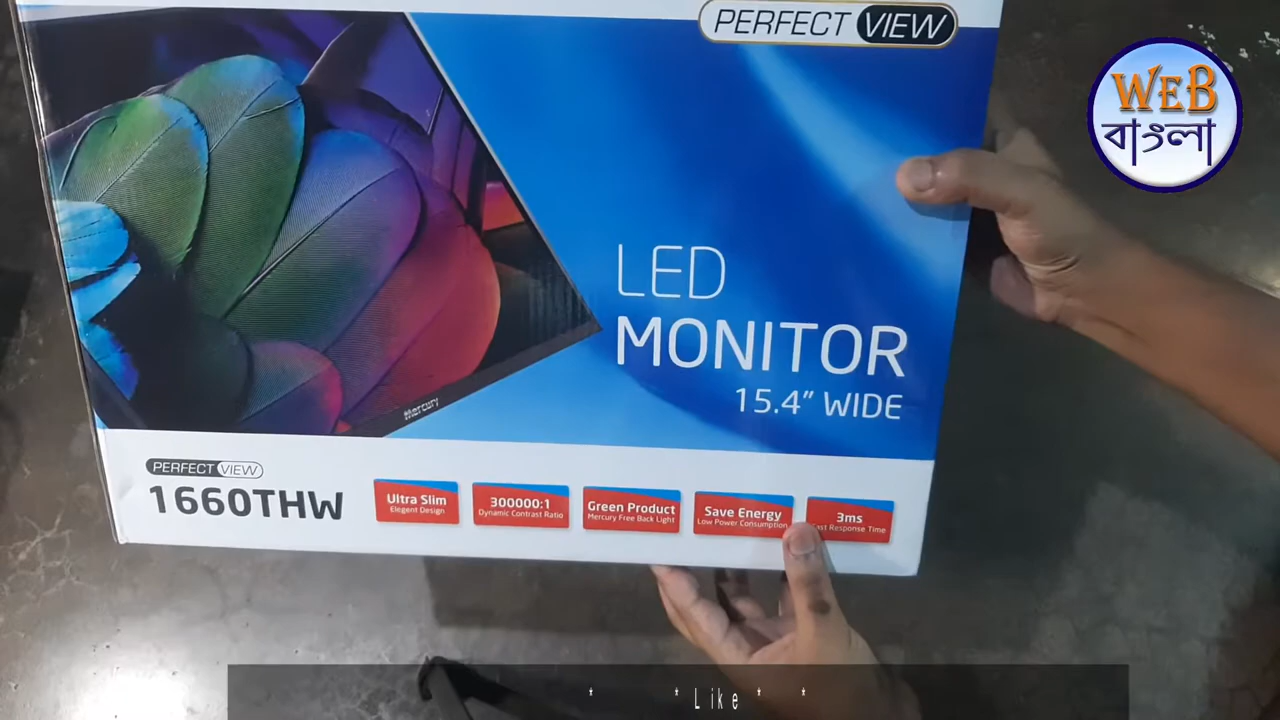 PERFECT VIEW
WEB
বাংলা
LED
MONITOR
15.4” WIDE
Mercury
PERFECT VIEW
1660THW
Ultra Slim
Elegent Design
300000:1
Dynamic Contrast Ratio
Green Product
Mercury Free Back Light
Save Energy
Low Power Consumption
3ms
Fast Response Time
* * Like * *